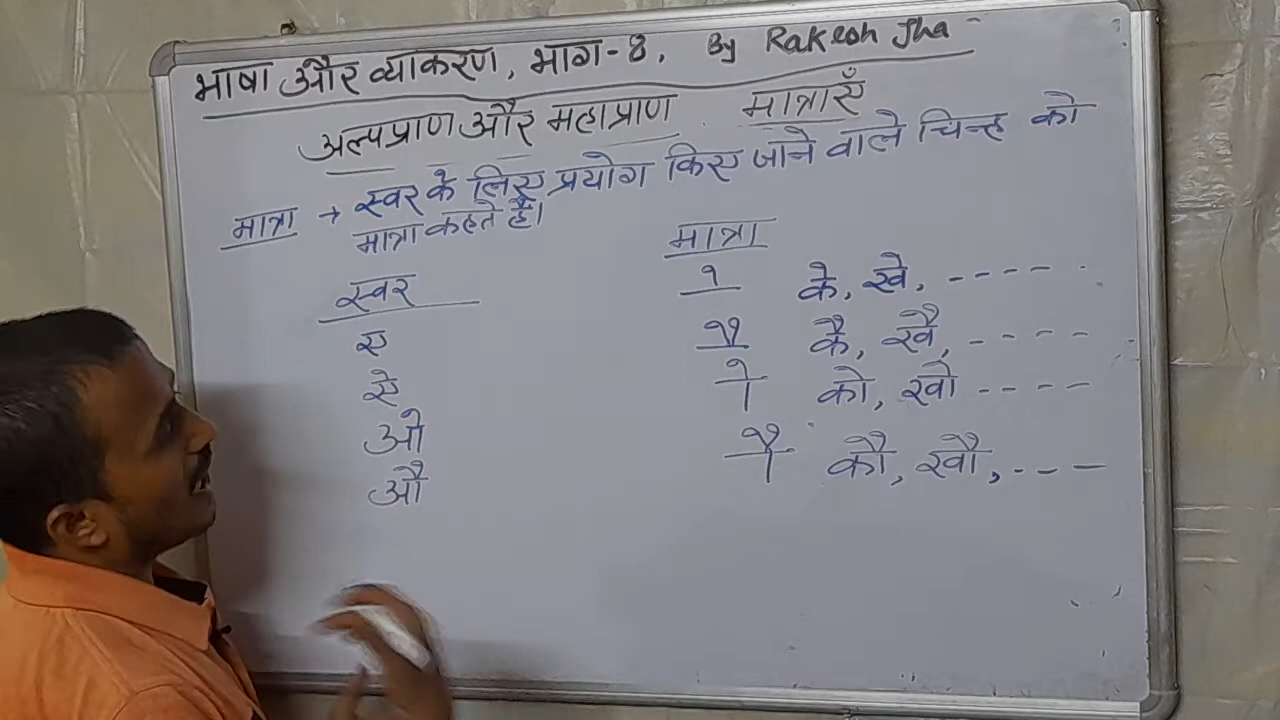 भाषा और व्याकरण, भाग-8, By Rakesh Jha
अल्पप्राण और महाप्राण मात्राएँ
मात्रा → स्वर के लिए प्रयोग किए जाने वाले चिन्ह को
मात्रा कहते हैं।
स्वर मात्रा
ए े के, खे, ----
ऐ ै कै, खै, ----
ओ ो को, खो ----
औ ौ कौ, खौ, ---